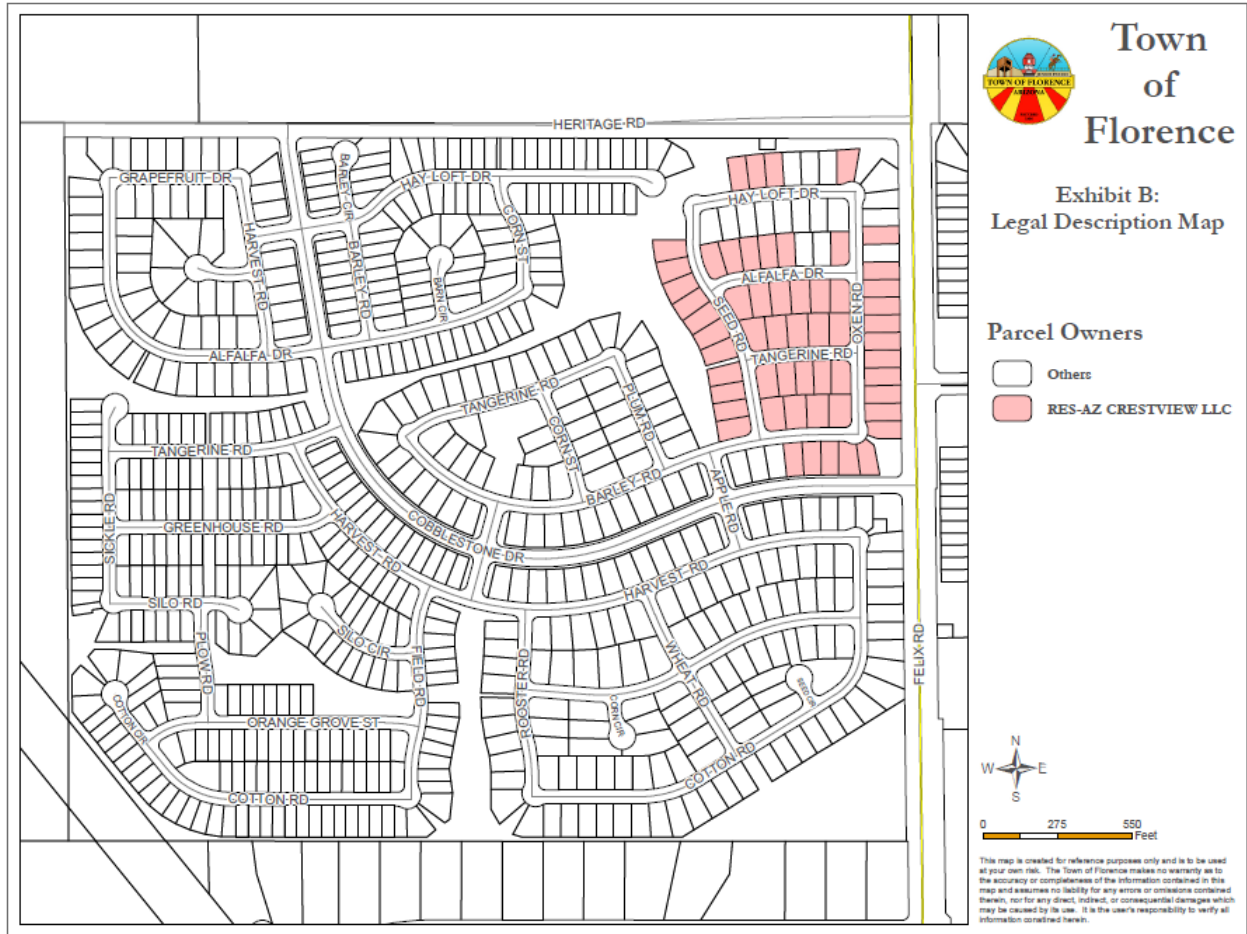 Town
of
Florence
TOWN OF FLORENCE
ARIZONA
Exhibit B:
Legal Description Map
Parcel Owners
Others
RES-AZ CRESTVIEW LLC
HERITAGE RD
GRAPEFRUIT DR
BARLEY CIR
HAY LOFT DR
HAY LOFT DR
HARVEST RD
BARLEY RD
CORN ST
BARN CIR
ALFALFA DR
ALFALFA DR
SEED RD
OXEN RD
TANGERINE RD
TANGERINE RD
PLUM RD
CORN ST
TANGERINE RD
BARLEY RD
APPLE RD
SICKLE RD
GREENHOUSE RD
HARVEST RD
COBBLESTONE DR
HARVEST RD
SILO RD
SILO CIR
PLOW RD
FIELD RD
ROOSTER RD
WHEAT RD
FELIX RD
SEED CIR
COTTON CIR
CORN CIR
ORANGE GROVE ST
COTTON RD
COTTON RD
N
W E
S
0 275 550
Feet
This map is created for reference purposes only and is to be used
at your own risk. The Town of Florence makes no warranty as to
the accuracy or completeness of the information contained in this
map and assumes no liability for any errors or omissions contained
therein, nor for any direct, indirect, or consequential damages which
may be caused by its use. It is the user's responsibility to verify all
information conatined herein.